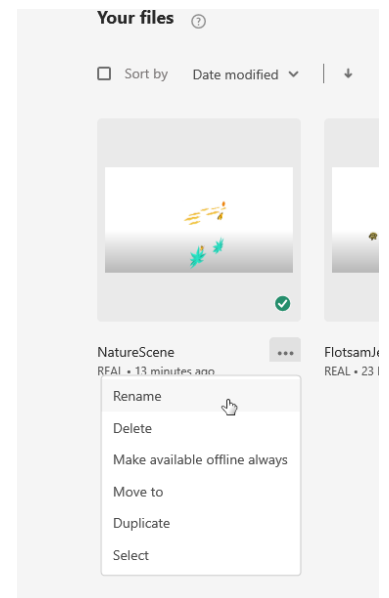 Your files ?
Sort by Date modified
NatureScene ...
REAL • 13 minutes ago
FlotsamJe
REAL • 23
Rename
Delete
Make available offline always
Move to
Duplicate
Select